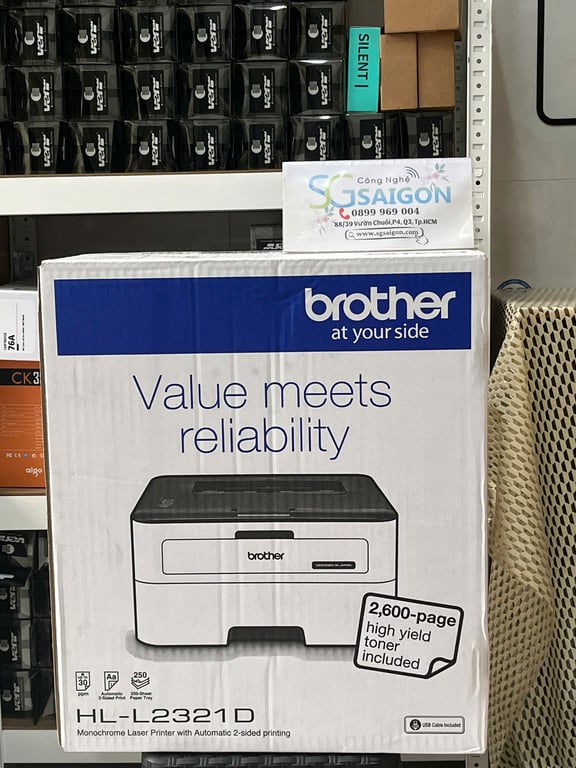 SILENT
Công Nghệ
SGSAIGON
0899 969 004
88/39 Vườn Chuối,P4, Q3, Tp.HCM
www.sgsaigon.com
brother
at your side
Value meets
reliability
76A
CK3
algo
brother
2,600-page
high yield
toner
included
A4
30
ppm
Aa
Automatic
2-Sided Print
250
250-Sheet
Paper Tray
HL-L2321D
USB Cable Included
Monochrome Laser Printer with Automatic 2-sided printing